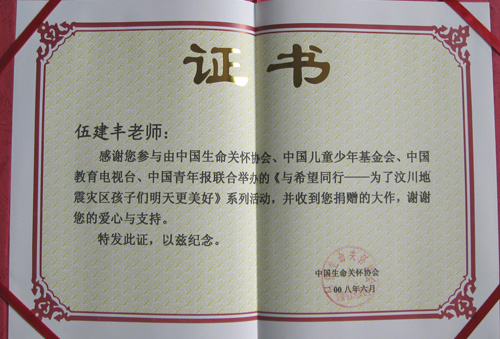 证书
伍建丰老师：
感谢您参与由中国生命关怀协会、中国儿童少年基金会、中国
教育电视台、中国青年报联合举办的《与希望同行——为了汶川地
震灾区孩子们明天更美好》系列活动，并收到您捐赠的大作，谢谢
您的爱心与支持。
特发此证，以兹纪念。
中国生命关怀协会
二00八年六月